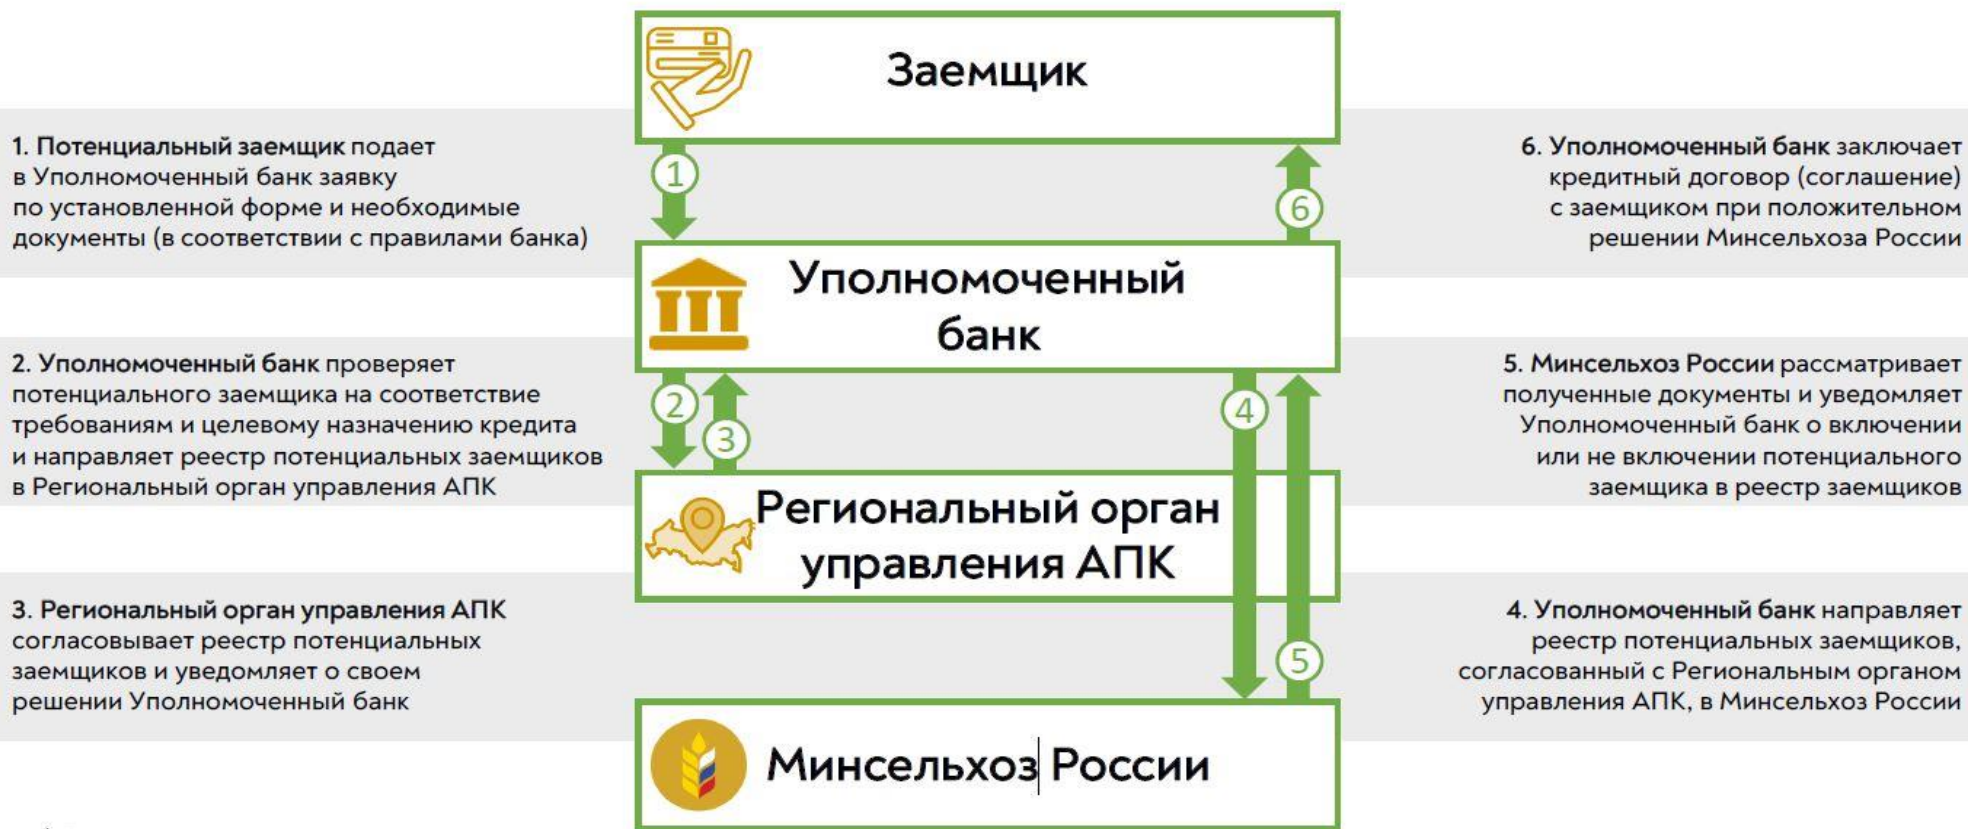 Заемщик
1. Потенциальный заемщик подает
в Уполномоченный банк заявку
по установленной форме и необходимые
документы (в соответствии с правилами банка)
1
6
6. Уполномоченный банк заключает
кредитный договор (соглашение)
с заемщиком при положительном
решении Минсельхоза России
Уполномоченный
банк
2. Уполномоченный банк проверяет
потенциального заемщика на соответствие
требованиям и целевому назначению кредита
и направляет реестр потенциальных заемщиков
в Региональный орган управления АПК
2
3
4
5. Минсельхоз России рассматривает
полученные документы и уведомляет
Уполномоченный банк о включении
или не включении потенциального
заемщика в реестр заемщиков
Региональный орган
управления АПК
3. Региональный орган управления АПК
согласовывает реестр потенциальных
заемщиков и уведомляет о своем
решении Уполномоченный банк
5
4. Уполномоченный банк направляет
реестр потенциальных заемщиков,
согласованный с Региональным органом
управления АПК, в Минсельхоз России
Минсельхоз России